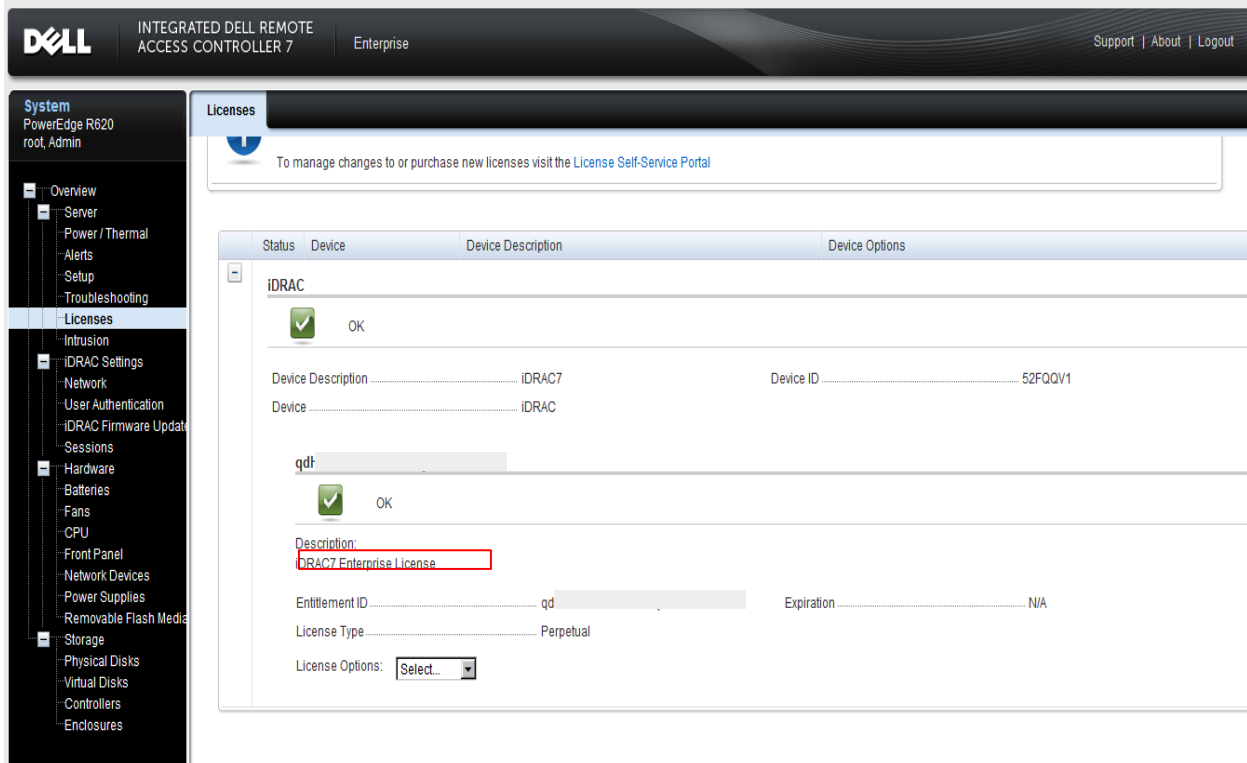 DELL
INTEGRATED DELL REMOTE
ACCESS CONTROLLER 7
Enterprise
Support | About | Logout
System
PowerEdge R620
root, Admin
Overview
Server
Power / Thermal
Alerts
Setup
Troubleshooting
Licenses
Intrusion
iDRAC Settings
Network
User Authentication
iDRAC Firmware Update
Sessions
Hardware
Batteries
Fans
CPU
Front Panel
Network Devices
Power Supplies
Removable Flash Media
Storage
Physical Disks
Virtual Disks
Controllers
Enclosures
Licenses
To manage changes to or purchase new licenses visit the License Self-Service Portal
Status Device Device Description Device Options
iDRAC
OK
Device Description iDRAC7 Device ID 52FQQV1
Device iDRAC
OK
Description:
iDRAC7 Enterprise License
Entitlement ID qd Expiration N/A
License Type Perpetual
License Options: Select...